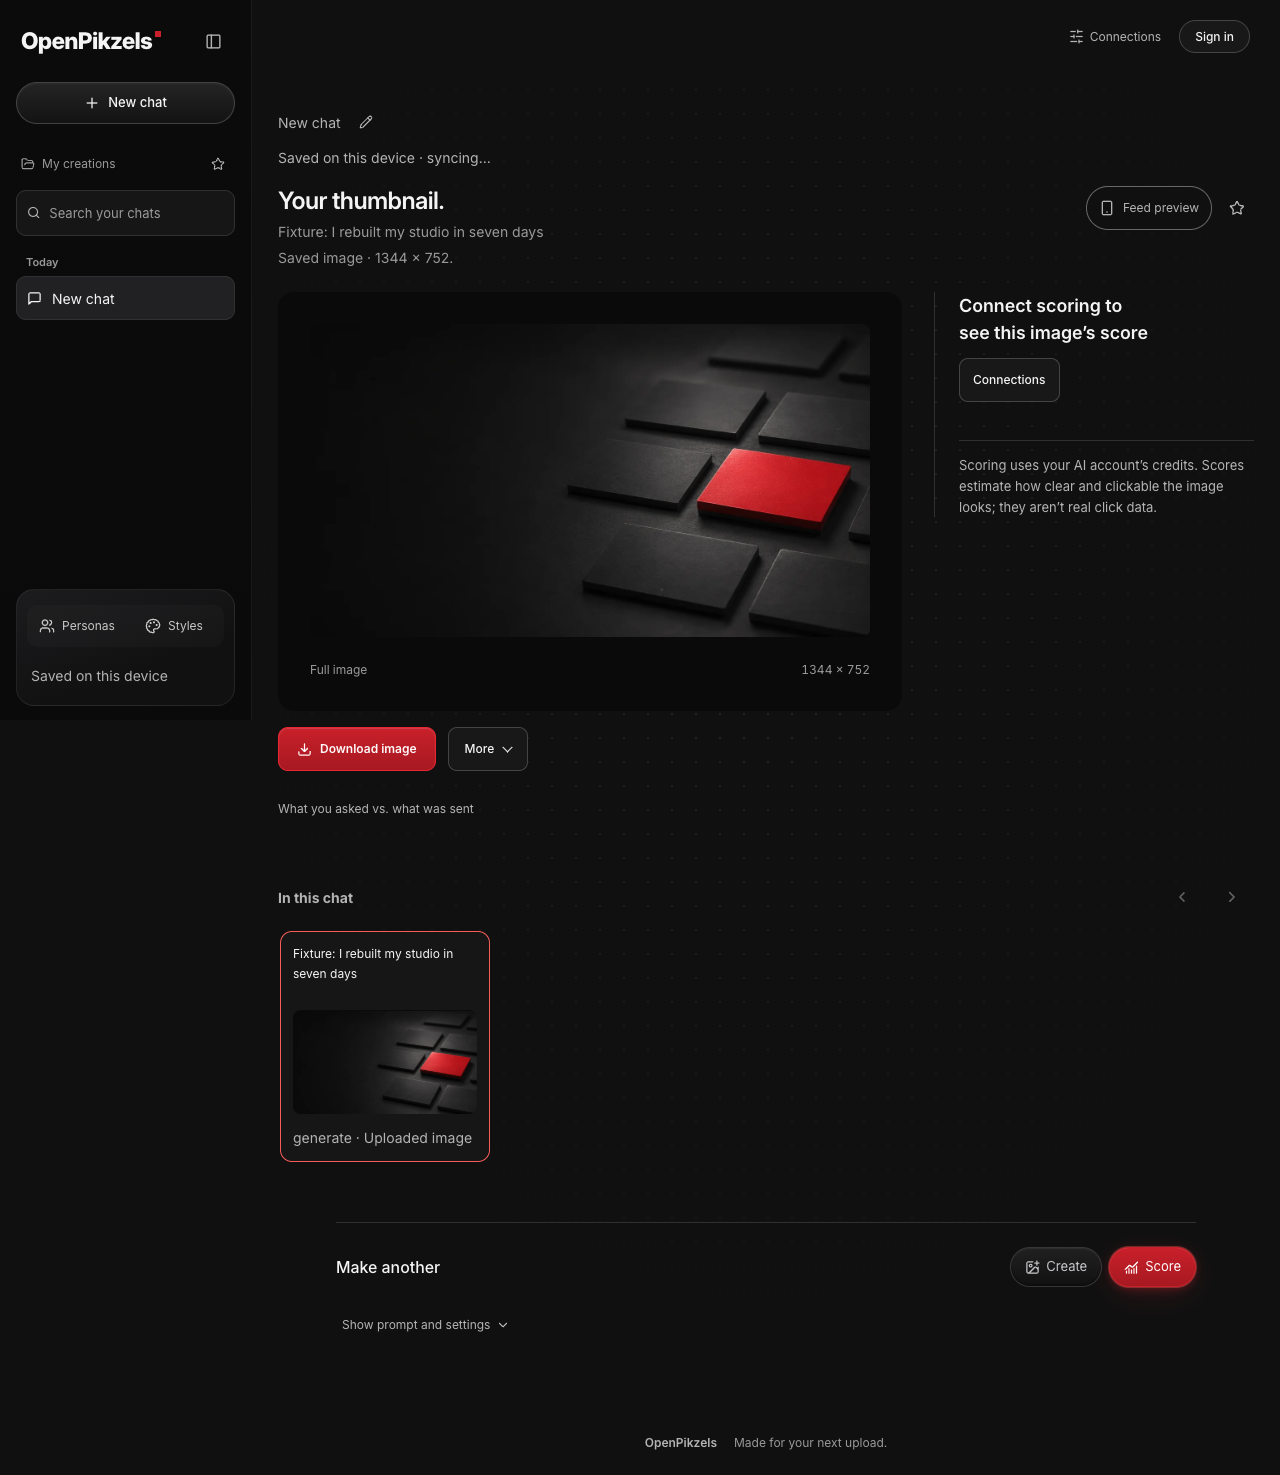 OpenPikzels
New chat
My creations
Search your chats
Today
New chat
Personas
Styles
Saved on this device
Connections
Sign in
New chat
Saved on this device · syncing…
Your thumbnail.
Fixture: I rebuilt my studio in seven days
Saved image · 1344 × 752.
Feed preview
Full image
1344 × 752
Connect scoring to
see this image’s score
Connections
Scoring uses your AI account’s credits. Scores
estimate how clear and clickable the image
looks; they aren’t real click data.
Download image
More
What you asked vs. what was sent
In this chat
Fixture: I rebuilt my studio in
seven days
generate · Uploaded image
Make another
Create
Score
Show prompt and settings
OpenPikzels
Made for your next upload.